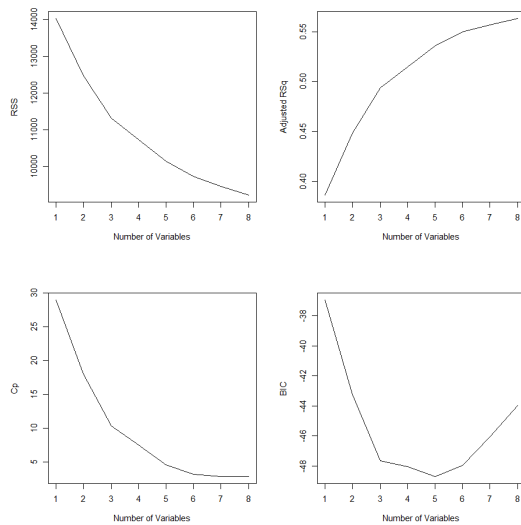 RSS
14000
13000
12000
11000
10000
1 2 3 4 5 6 7 8
Number of Variables
Adjusted RSq
0.55
0.50
0.45
0.40
1 2 3 4 5 6 7 8
Number of Variables
Cp
30
25
20
15
10
5
1 2 3 4 5 6 7 8
Number of Variables
BIC
-38
-40
-42
-44
-46
-48
1 2 3 4 5 6 7 8
Number of Variables